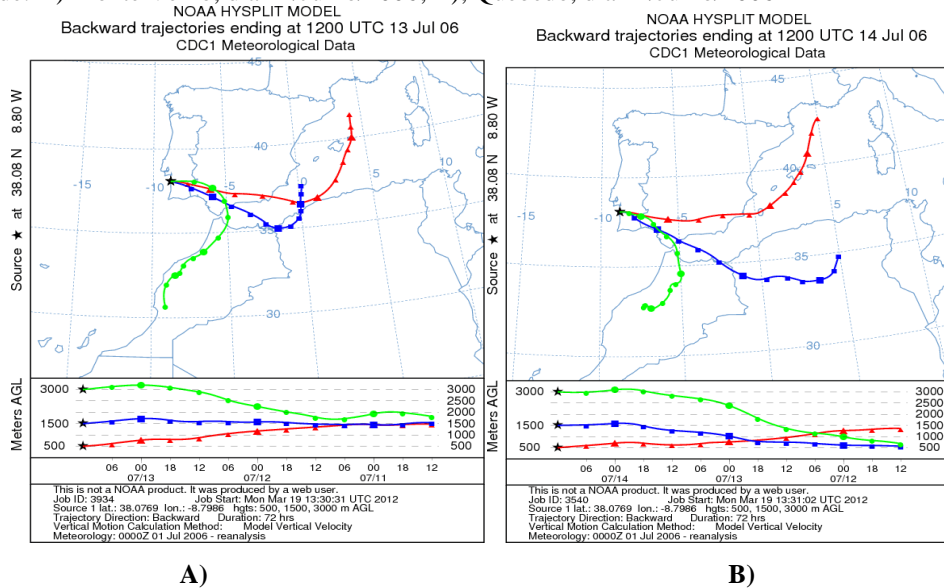 NOAA HYSPLIT MODEL
Backward trajectories ending at 1200 UTC 13 Jul 06
CDC1 Meteorological Data
Source ★ at 38.08 N 8.80 W
45
40
35
30
-15
-10
-5
0
5
10
Meters AGL
3000
1500
500
3000
2500
2000
1500
1000
500
06 00 18 12 06 00 18 12 06 00 18 12
07/13 07/12 07/11
This is not a NOAA product. It was produced by a web user.
Job ID: 3934 Job Start: Mon Mar 19 13:30:31 UTC 2012
Source 1 lat.: 38.0769 lon.: -8.7986 hgts: 500, 1500, 3000 m AGL
Trajectory Direction: Backward Duration: 72 hrs
Vertical Motion Calculation Method: Model Vertical Velocity
Meteorology: 0000Z 01 Jul 2006 - reanalysis
A)
NOAA HYSPLIT MODEL
Backward trajectories ending at 1200 UTC 14 Jul 06
CDC1 Meteorological Data
Source ★ at 38.08 N 8.80 W
45
40
35
30
-15
-10
-5
0
5
10
5
Meters AGL
3000
1500
500
3000
2500
2000
1500
1000
500
06 00 18 12 06 00 18 12 06 00 18 12
07/14 07/13 07/12
This is not a NOAA product. It was produced by a web user.
Job ID: 3540 Job Start: Mon Mar 19 13:31:02 UTC 2012
Source 1 lat.: 38.0769 lon.: -8.7986 hgts: 500, 1500, 3000 m AGL
Trajectory Direction: Backward Duration: 72 hrs
Vertical Motion Calculation Method: Model Vertical Velocity
Meteorology: 0000Z 01 Jul 2006 - reanalysis
B)